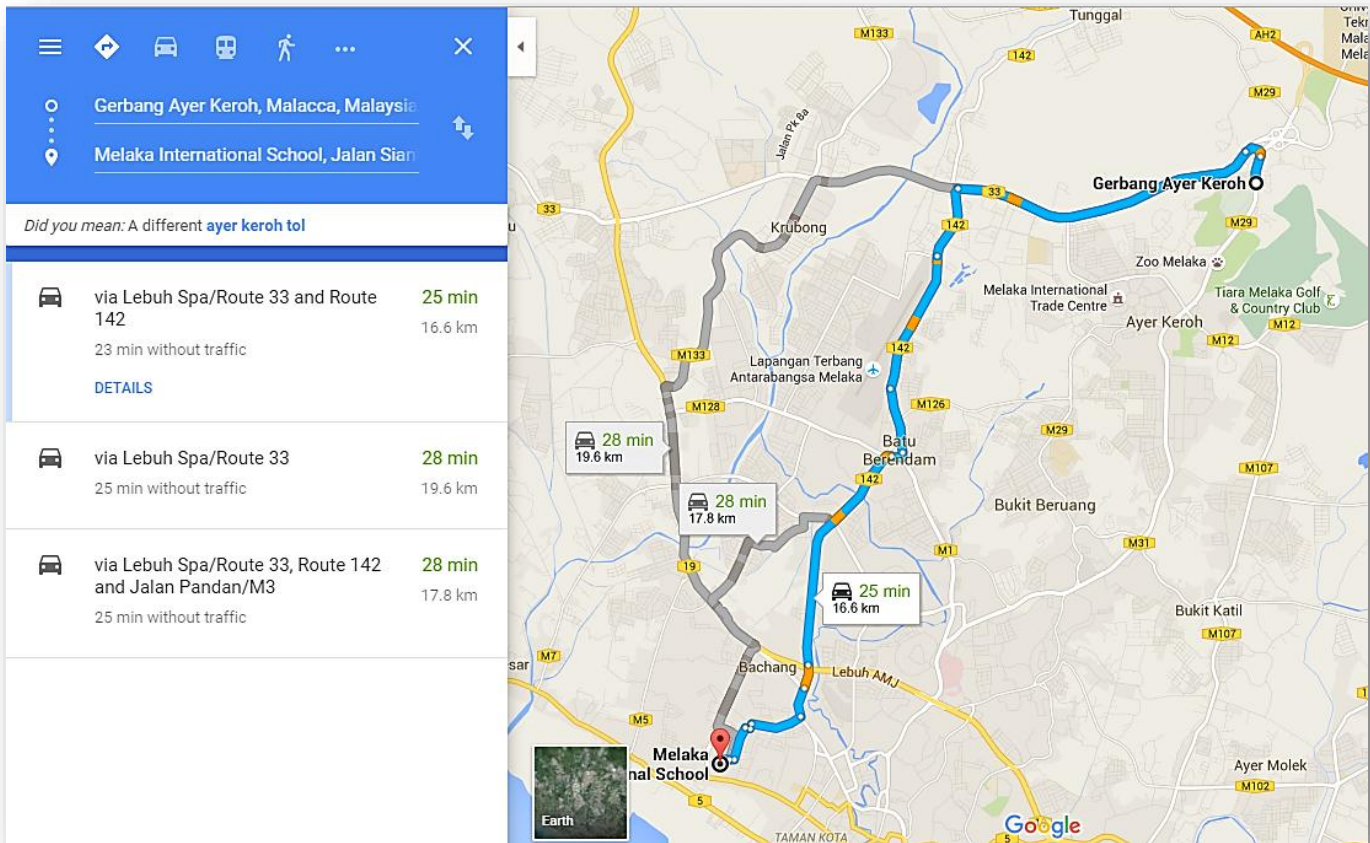 Gerbang Ayer Keroh, Malacca, Malaysia
Melaka International School, Jalan Sian
Did you mean: A different ayer keroh tol
via Lebuh Spa/Route 33 and Route
142
25 min
16.6 km
23 min without traffic
DETAILS
via Lebuh Spa/Route 33
28 min
25 min without traffic
19.6 km
via Lebuh Spa/Route 33, Route 142
and Jalan Pandan/M3
28 min
17.8 km
25 min without traffic
Tunggal
M133
142
AH2
Mela
M29
Jalan Pk 8a
Gerbang Ayer Keroh
33
33
142
M29
Krubong
Zoo Melaka
Melaka International
Trade Centre
Tiara Melaka Golf
& Country Club
Ayer Keroh
M12
M12
M133
142
Lapangan Terbang
Antarabangsa Melaka
M128
M126
28 min
19.6 km
Batu
Berendam
M29
M107
142
28 min
17.8 km
Bukit Beruang
M31
M1
19
25 min
16.6 km
Bukit Katil
M107
sar
M7
Bachang
Lebuh AMJ
M5
Melaka
nal School
Ayer Molek
M102
5
Earth
TAMAN KOTA
Google
5